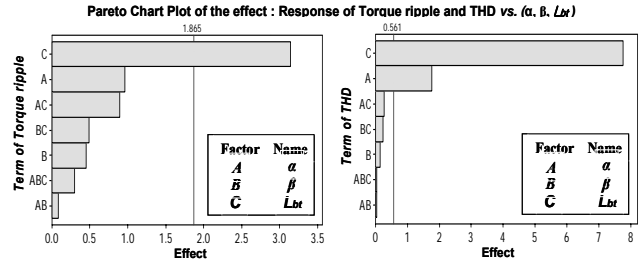 Pareto Chart Plot of the effect : Response of Torque ripple and THD vs. (α, β, Lbt)
1.865
Term of Torque ripple
C
A
AC
BC
B
ABC
AB
Factor Name
A α
B β
C Lbt
0.0 0.5 1.0 1.5 2.0 2.5 3.0 3.5
Effect
0.561
Term of THD
C
A
AC
BC
B
ABC
AB
Factor Name
A α
B β
C Lbt
0 1 2 3 4 5 6 7 8
Effect